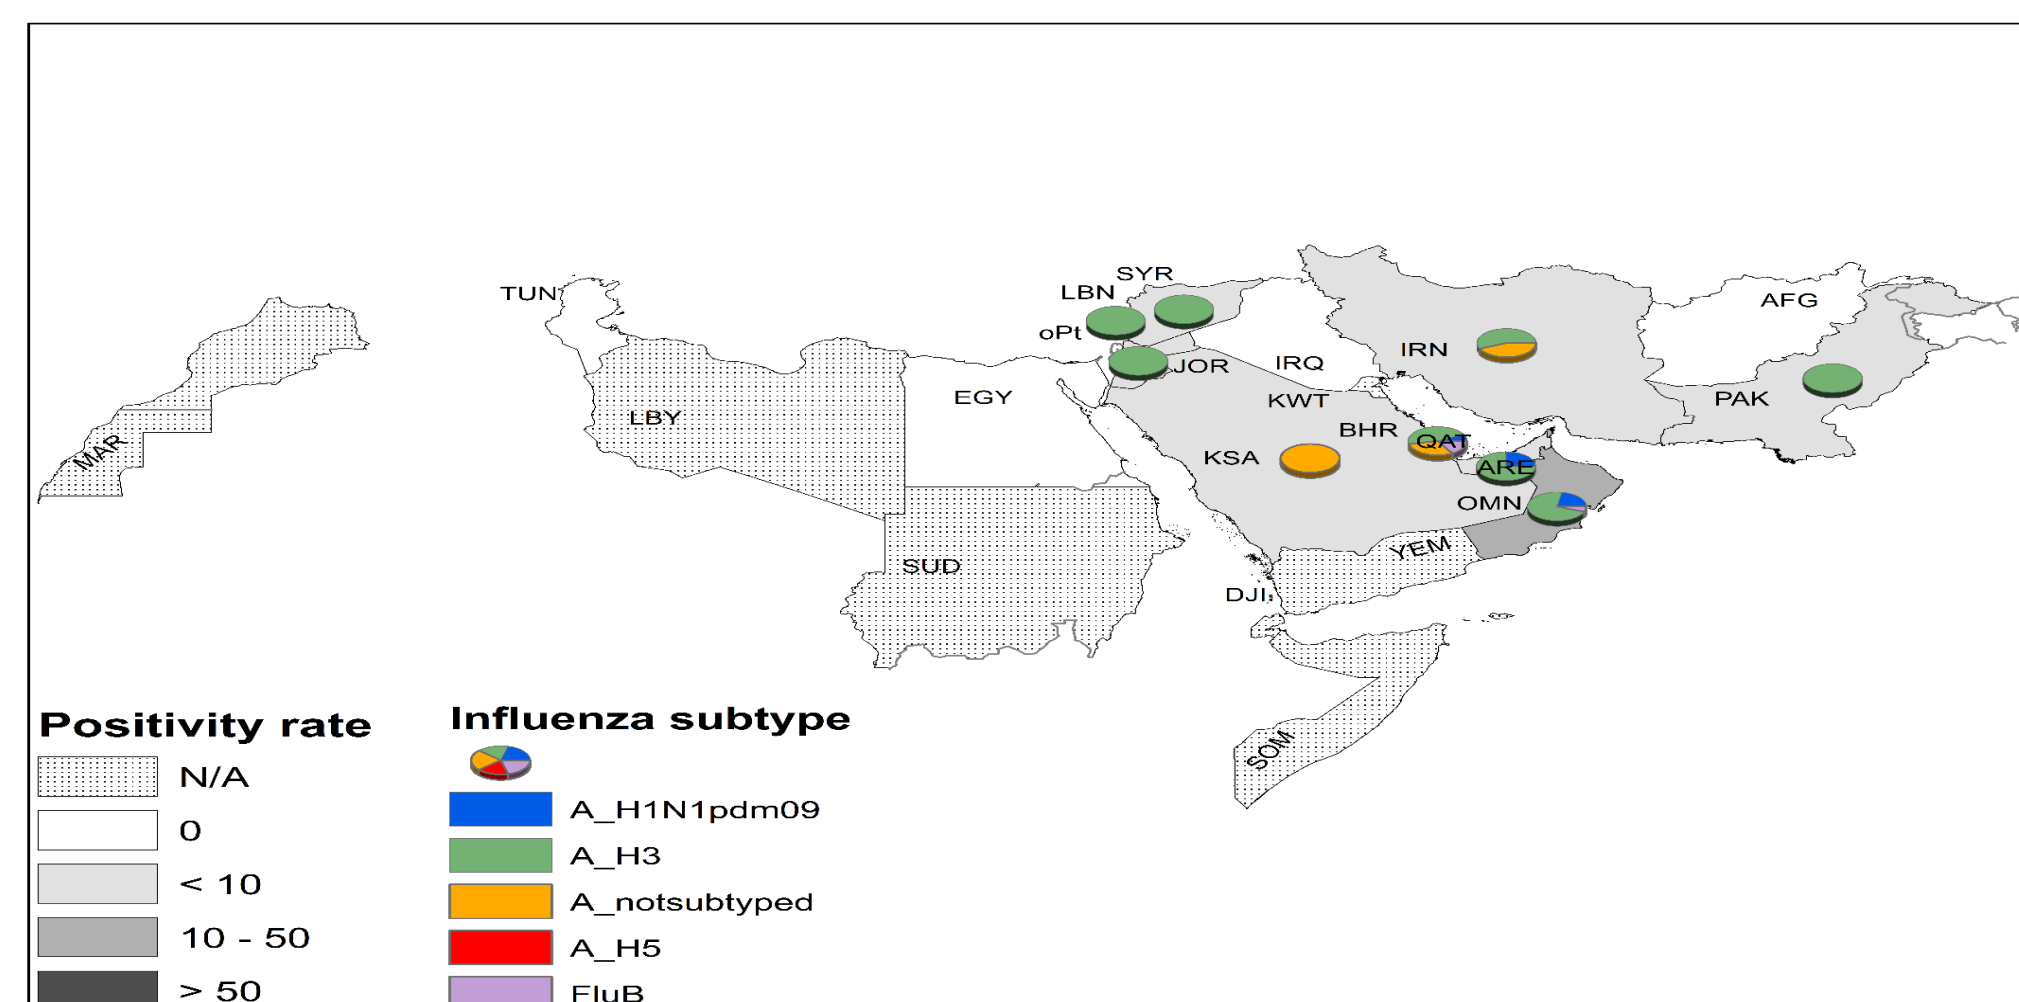 SYR
LBN
TUN
AFG
oPt
IRN
JOR
IRQ
EGY
KWT
PAK
LBY
BHR
QAT
MAR
KSA
ARE
OMN
YEM
SUD
DJI
SOM
Positivity rate
N/A
0
< 10
10 - 50
> 50
Influenza subtype
A_H1N1pdm09
A_H3
A_notsubtyped
A_H5
FluB